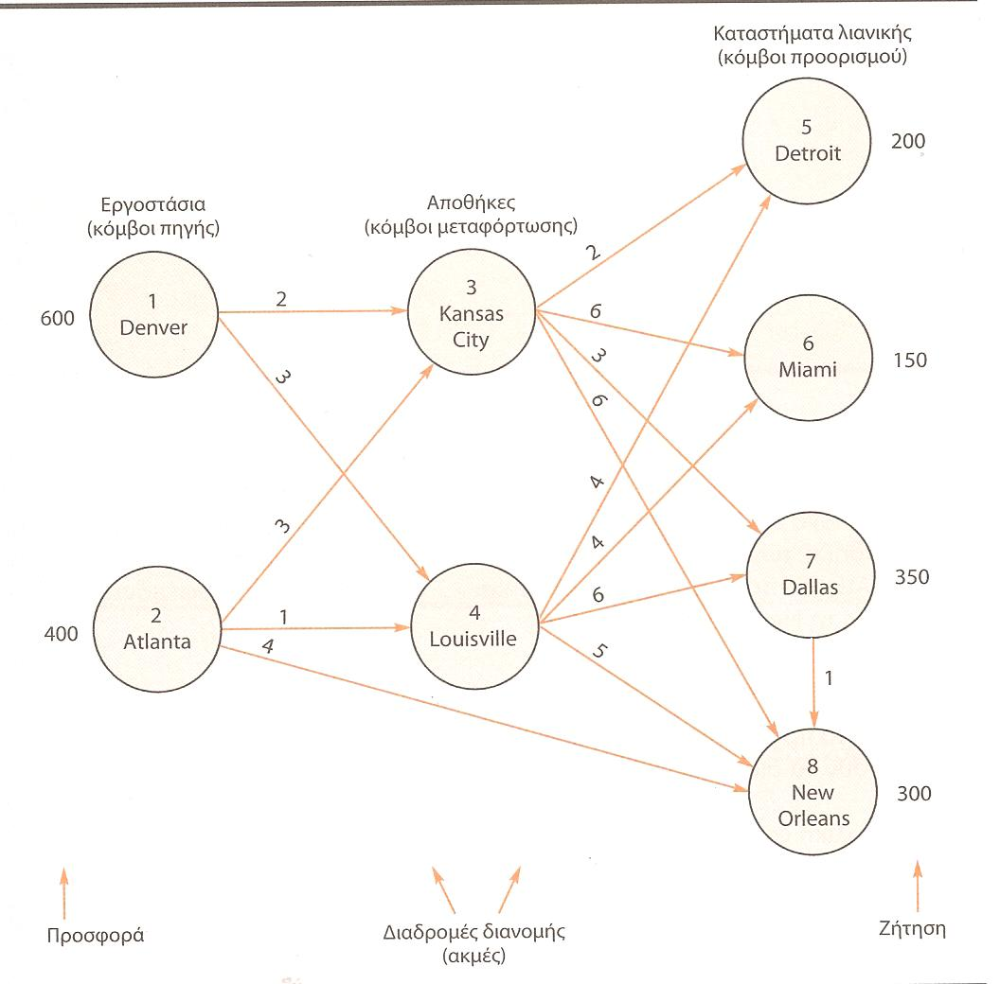 Καταστήματα λιανικής
(κόμβοι προορισμού)
5
Detroit
200
Εργοστάσια
(κόμβοι πηγής)
Αποθήκες
(κόμβοι μεταφόρτωσης)
600
1
Denver
2
3
3
Kansas
City
2
6
3
6
6
Miami
150
3
4
4
6
5
400
2
Atlanta
1
4
4
Louisville
7
Dallas
350
1
8
New
Orleans
300
Προσφορά
Διαδρομές διανομής
(ακμές)
Ζήτηση